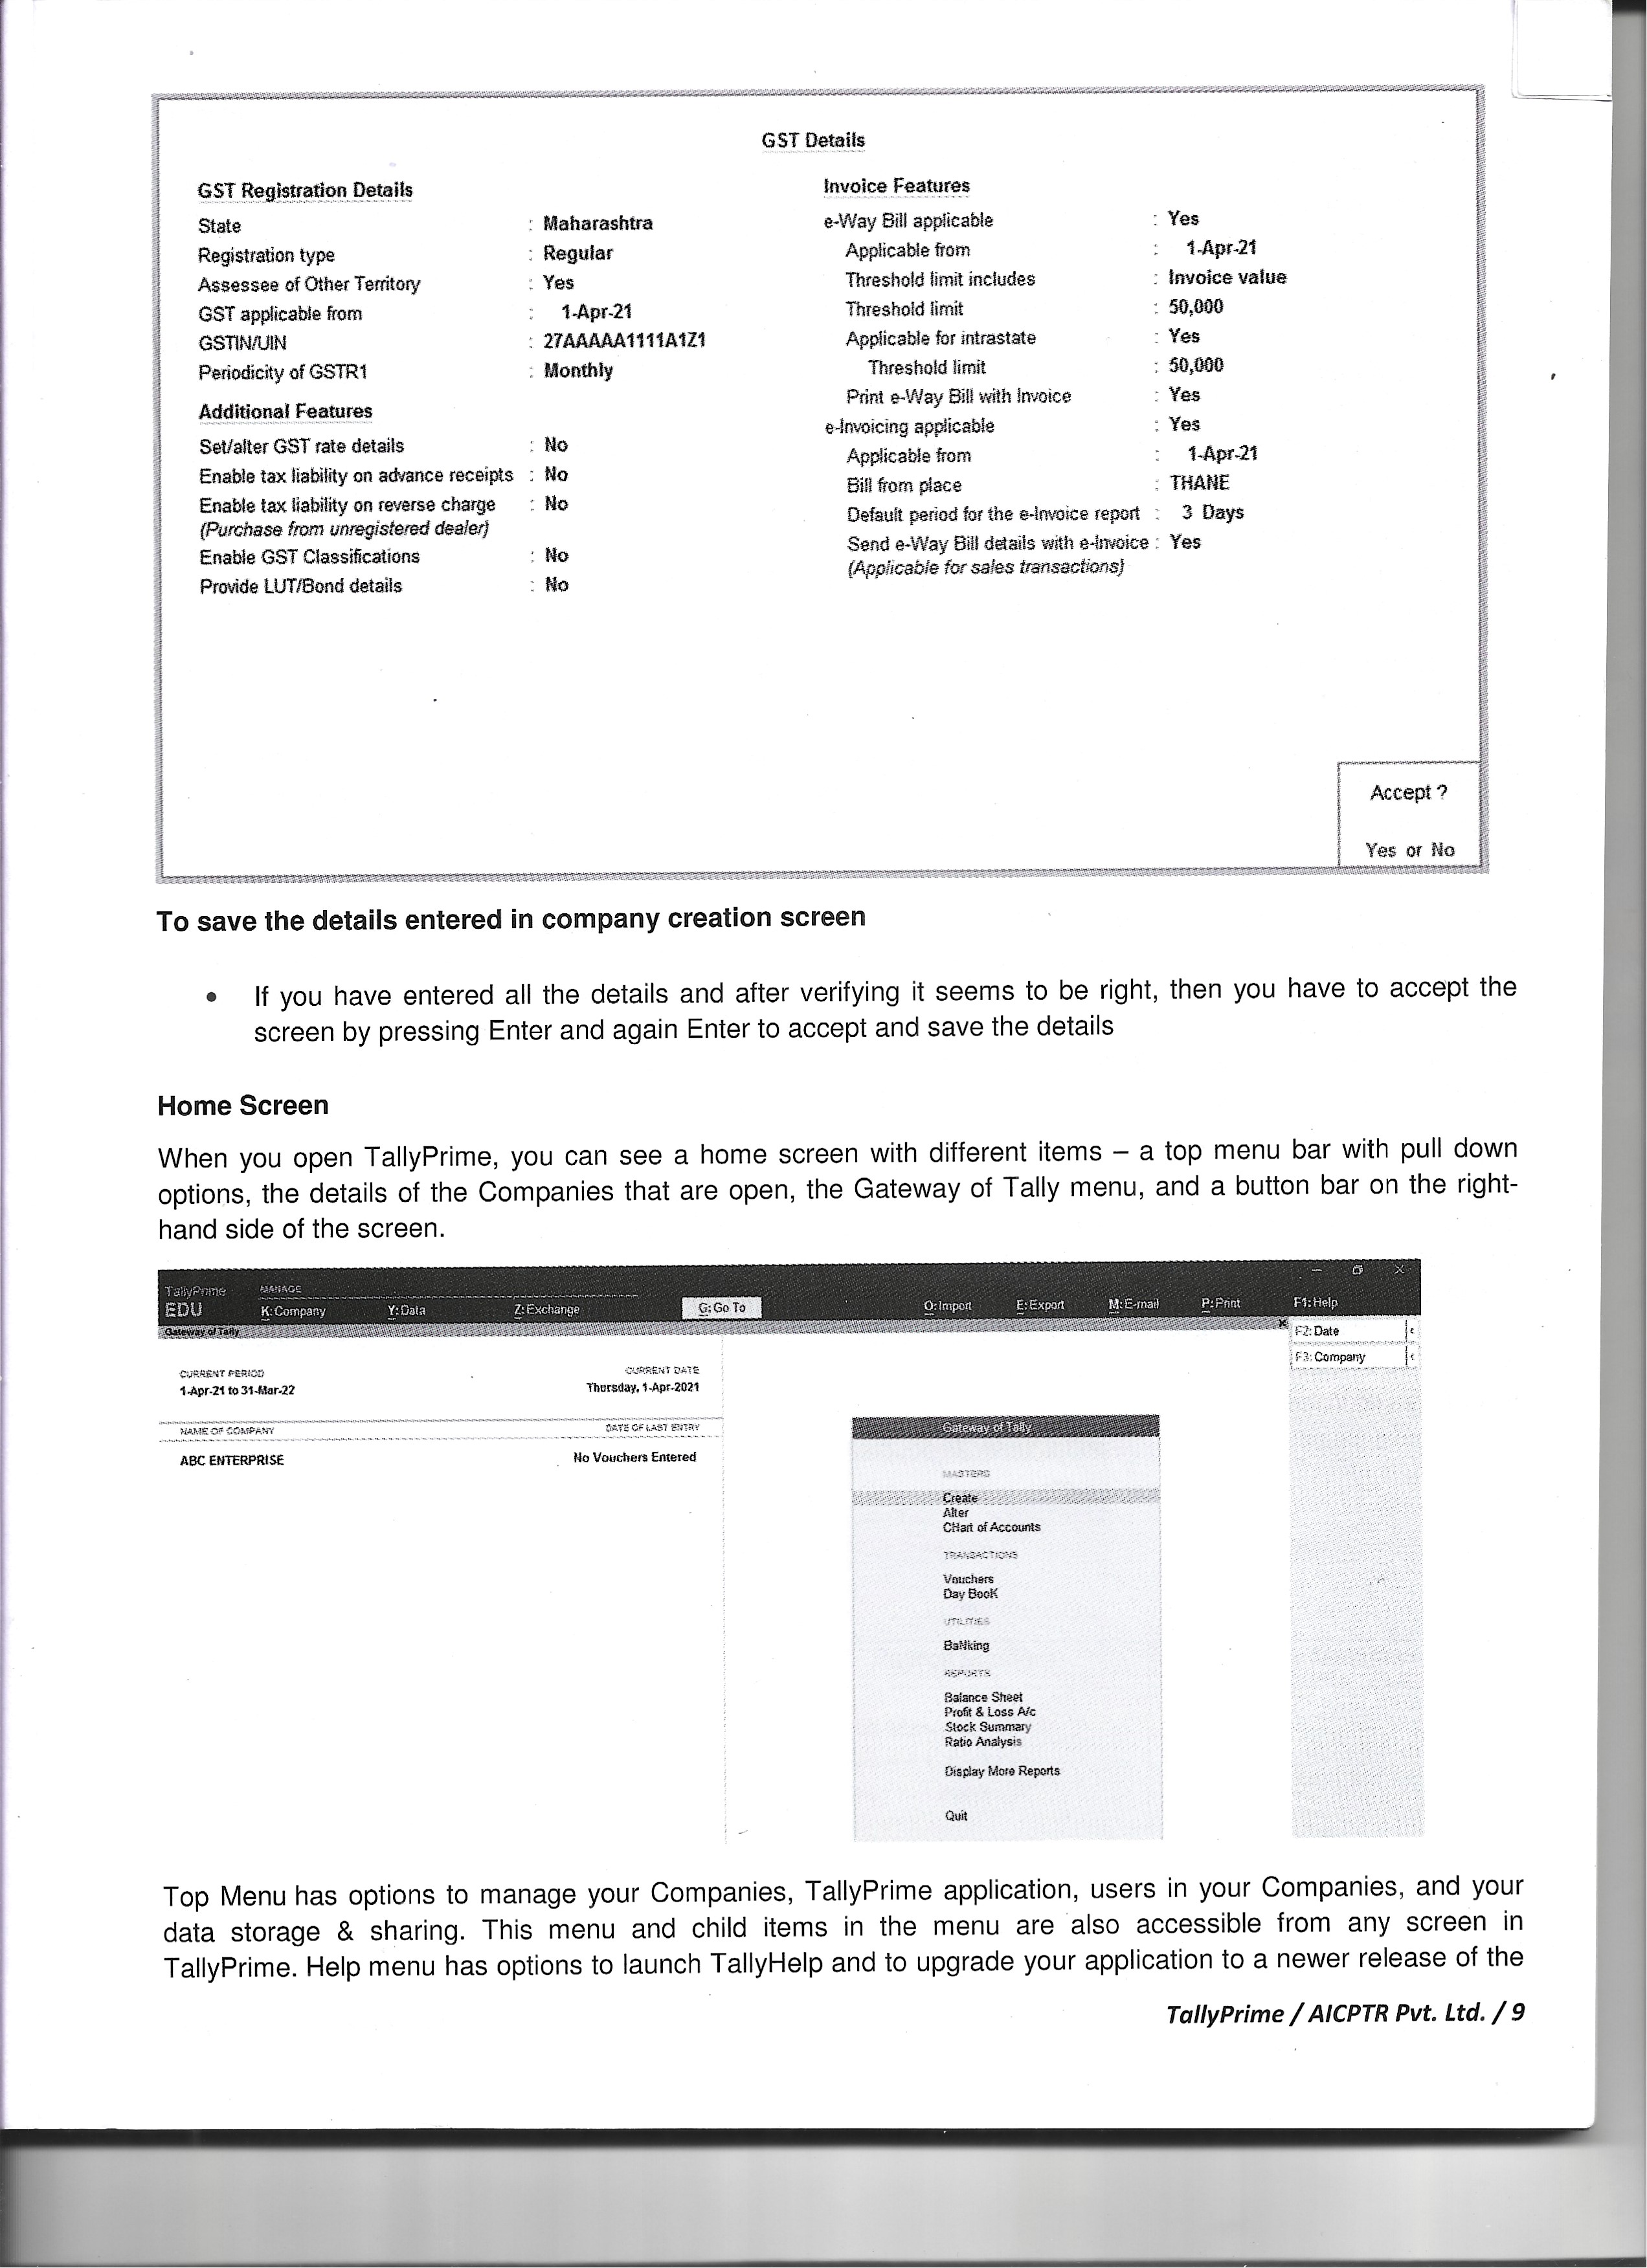 GST Details
GST Registration Details
State : Maharashtra
Registration type : Regular
Assessee of Other Territory : Yes
GST applicable from : 1-Apr-21
GSTIN/UIN : 27AAAAA1111A1Z1
Periodicity of GSTR1 : Monthly
Additional Features
Set/alter GST rate details : No
Enable tax liability on advance receipts : No
Enable tax liability on reverse charge : No
(Purchase from unregistered dealer)
Enable GST Classifications : No
Provide LUT/Bond details : No
Invoice Features
e-Way Bill applicable : Yes
Applicable from : 1-Apr-21
Threshold limit includes : Invoice value
Threshold limit : 50,000
Applicable for intrastate : Yes
Threshold limit : 50,000
Print e-Way Bill with Invoice : Yes
e-Invoicing applicable : Yes
Applicable from : 1-Apr-21
Bill from place : THANE
Default period for the e-Invoice report : 3 Days
Send e-Way Bill details with e-Invoice : Yes
(Applicable for sales transactions)
Accept ?
Yes or No
To save the details entered in company creation screen
• If you have entered all the details and after verifying it seems to be right, then you have to accept the
screen by pressing Enter and again Enter to accept and save the details
Home Screen
When you open TallyPrime, you can see a home screen with different items – a top menu bar with pull down
options, the details of the Companies that are open, the Gateway of Tally menu, and a button bar on the right-
hand side of the screen.
TallyPrime MANAGE
EDU K: Company Y: Data Z: Exchange G: Go To O: Import E: Export M: E-mail P: Print F1: Help
Gateway of Tally
F2: Date
F3: Company
CURRENT PERIOD CURRENT DATE
1-Apr-21 to 31-Mar-22 Thursday, 1-Apr-2021
NAME OF COMPANY DATE OF LAST ENTRY
ABC ENTERPRISE No Vouchers Entered
Gateway of Tally
MASTERS
Create
Alter
CHart of Accounts
TRANSACTIONS
Vouchers
Day BooK
UTILITIES
BaNking
REPORTS
Balance Sheet
Profit & Loss A/c
Stock Summary
Ratio Analysis
Display More Reports
Quit
Top Menu has options to manage your Companies, TallyPrime application, users in your Companies, and your
data storage & sharing. This menu and child items in the menu are also accessible from any screen in
TallyPrime. Help menu has options to launch TallyHelp and to upgrade your application to a newer release of the
TallyPrime / AICPTR Pvt. Ltd. / 9